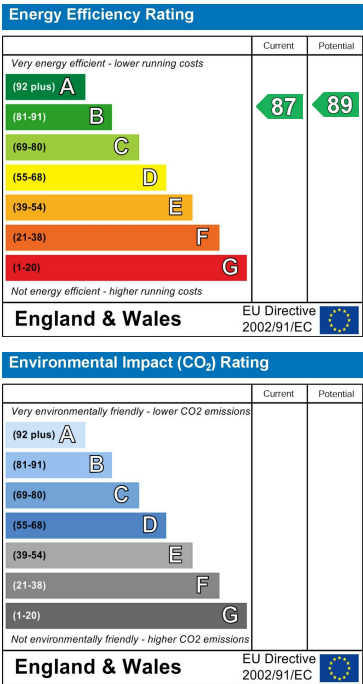 Energy Efficiency Rating
Current Potential
Very energy efficient - lower running costs
(92 plus) A
(81-91) B
87 89
(69-80) C
(55-68) D
(39-54) E
(21-38) F
(1-20) G
Not energy efficient - higher running costs
England & Wales
EU Directive
2002/91/EC
Environmental Impact (CO₂) Rating
Current Potential
Very environmentally friendly - lower CO2 emissions
(92 plus) A
(81-91) B
(69-80) C
(55-68) D
(39-54) E
(21-38) F
(1-20) G
Not environmentally friendly - higher CO2 emissions
England & Wales
EU Directive
2002/91/EC